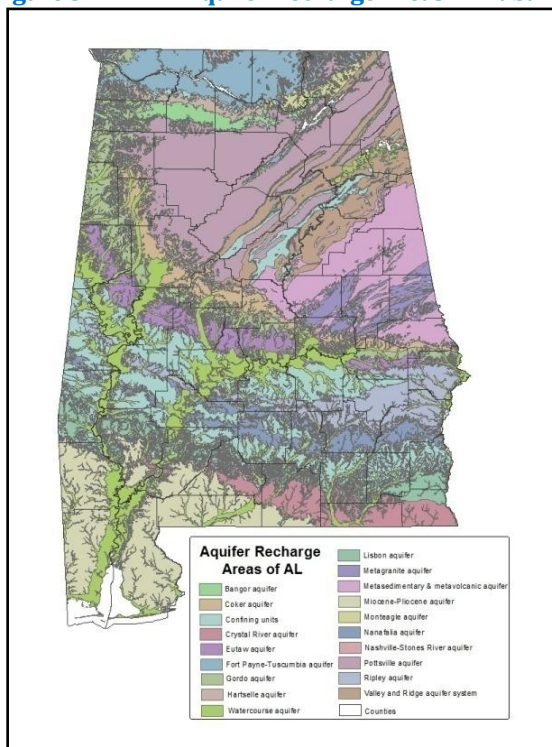 Aquifer Recharge
Areas of AL
Bangor aquifer
Coker aquifer
Confining units
Crystal River aquifer
Eutaw aquifer
Fort Payne-Tuscumbia aquifer
Gordo aquifer
Hartselle aquifer
Watercourse aquifer
Lisbon aquifer
Metagranite aquifer
Metasedimentary & metavolcanic aquifer
Miocene-Pliocene aquifer
Monteagle aquifer
Nanafalia aquifer
Nashville-Stones River aquifer
Pottsville aquifer
Ripley aquifer
Valley and Ridge aquifer system
Counties